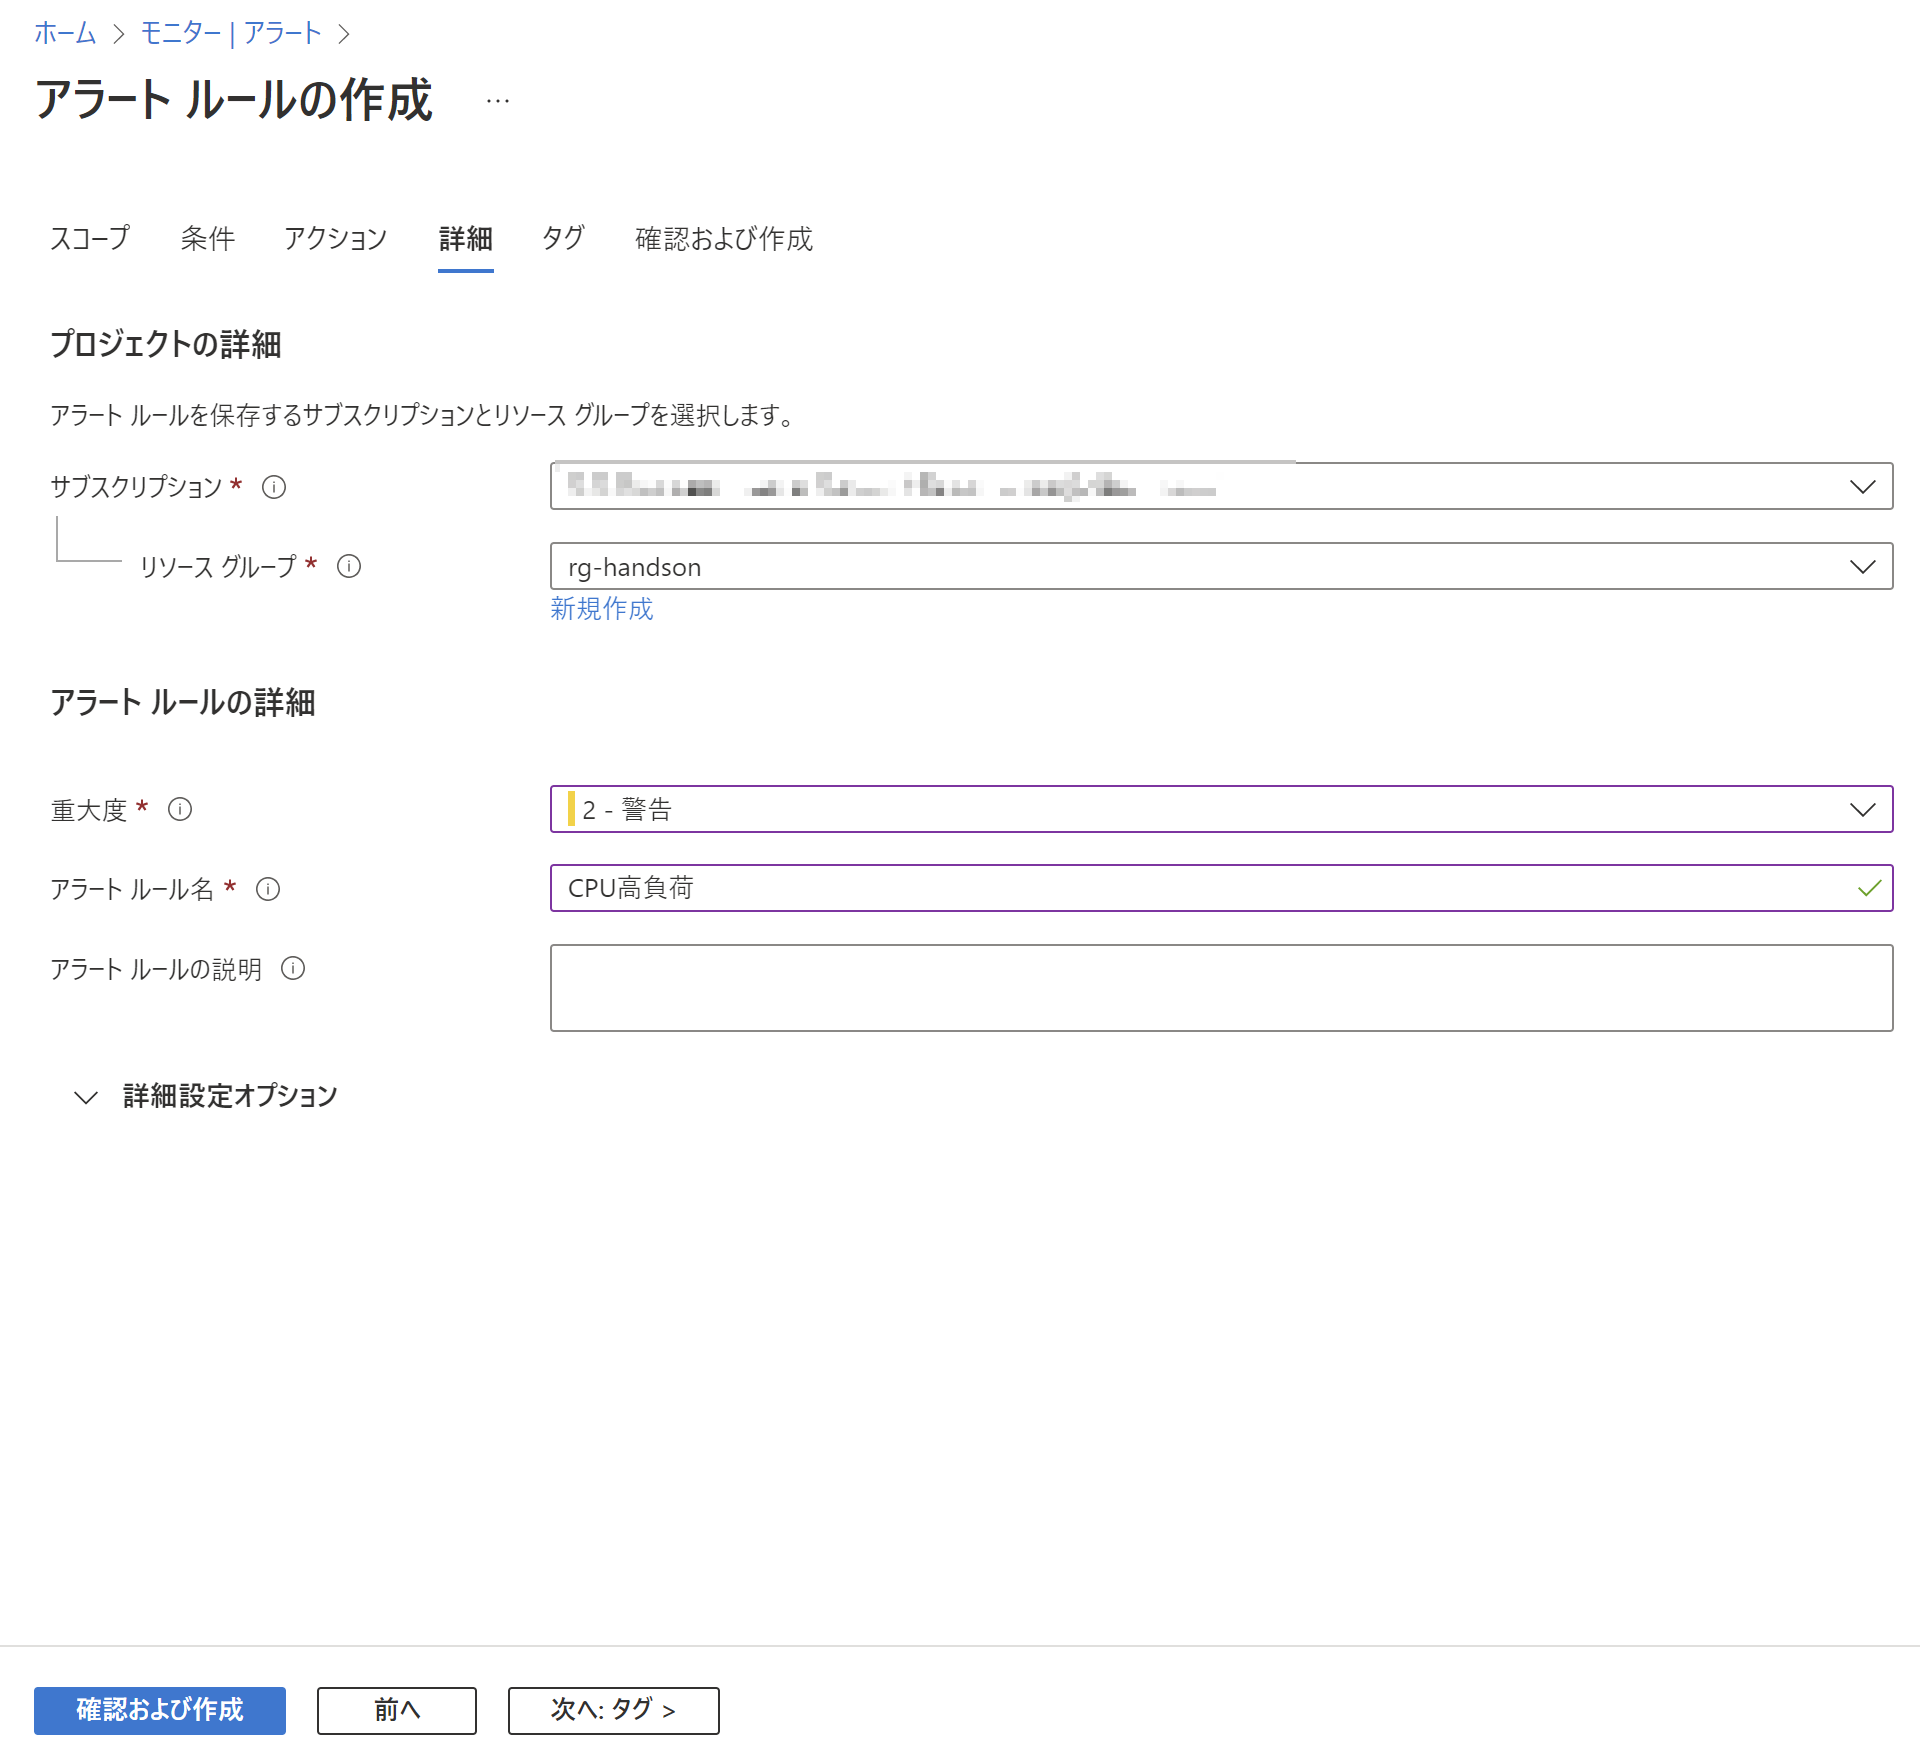 ホーム > モニター | アラート >
アラート ルールの作成 …
スコープ 条件 アクション 詳細 タグ 確認および作成
プロジェクトの詳細
アラート ルールを保存するサブスクリプションとリソース グループを選択します。
サブスクリプション *
リソース グループ * rg-handson
新規作成
アラート ルールの詳細
重大度 * 2 - 警告
アラート ルール名 * CPU高負荷
アラート ルールの説明
詳細設定オプション
確認および作成 前へ 次へ: タグ >